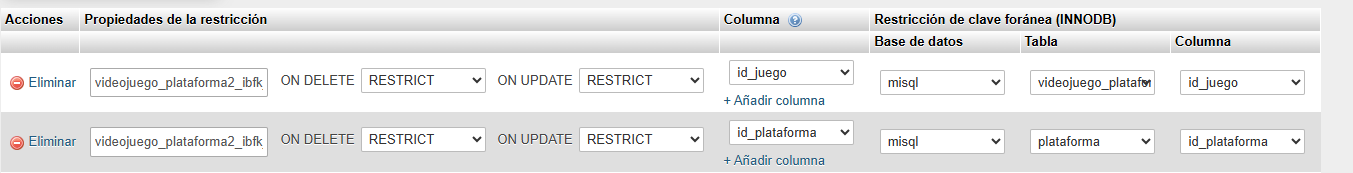 Acciones Propiedades de la restricción Columna Restricción de clave foránea (INNODB)
Base de datos Tabla Columna
Eliminar videojuego_plataforma2_ibfk ON DELETE RESTRICT ON UPDATE RESTRICT id_juego misql videojuego_platafor id_juego
+ Añadir columna
Eliminar videojuego_plataforma2_ibfk ON DELETE RESTRICT ON UPDATE RESTRICT id_plataforma misql plataforma id_plataforma
+ Añadir columna